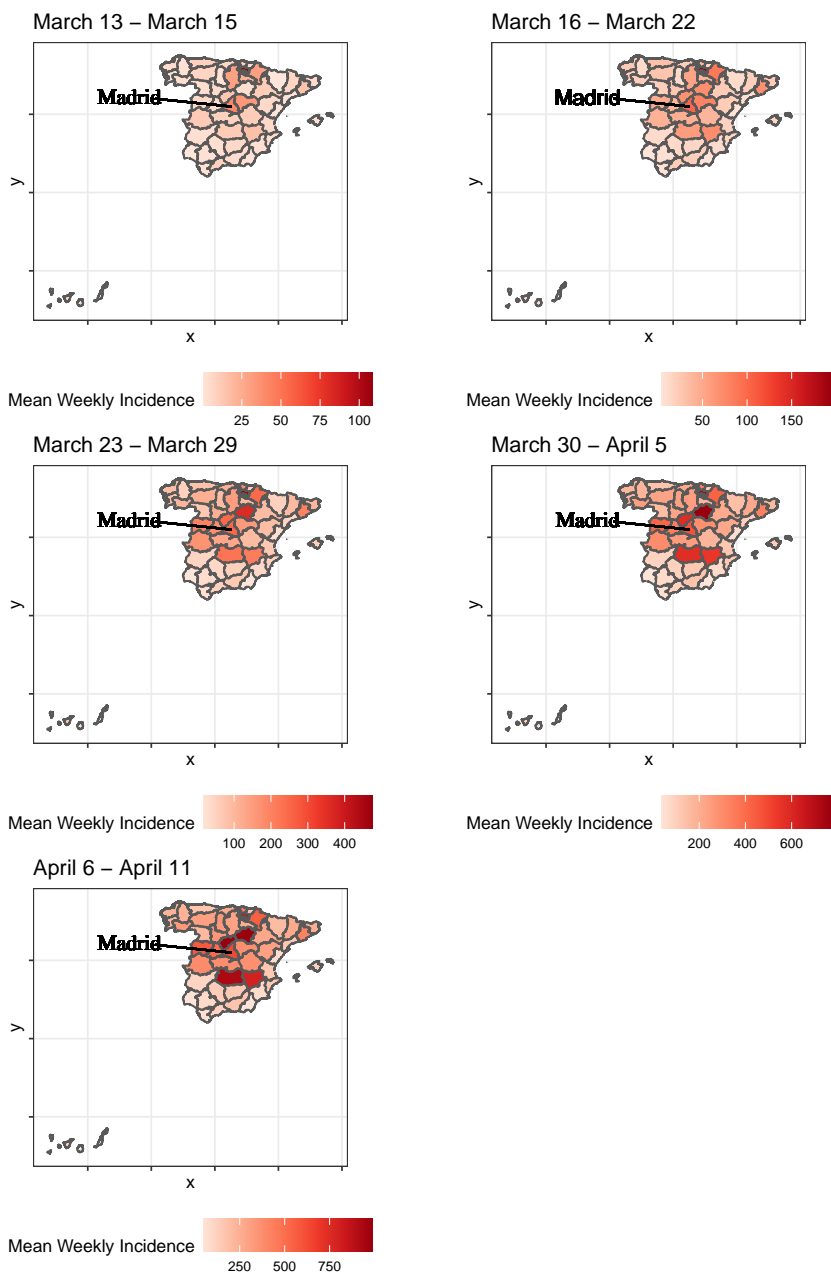 March 13 − March 15
Madrid
y
x
Mean Weekly Incidence
25 50 75 100
March 16 − March 22
Madrid
y
x
Mean Weekly Incidence
50 100 150
March 23 − March 29
Madrid
y
x
Mean Weekly Incidence
100 200 300 400
March 30 − April 5
Madrid
y
x
Mean Weekly Incidence
200 400 600
April 6 − April 11
Madrid
y
x
Mean Weekly Incidence
250 500 750